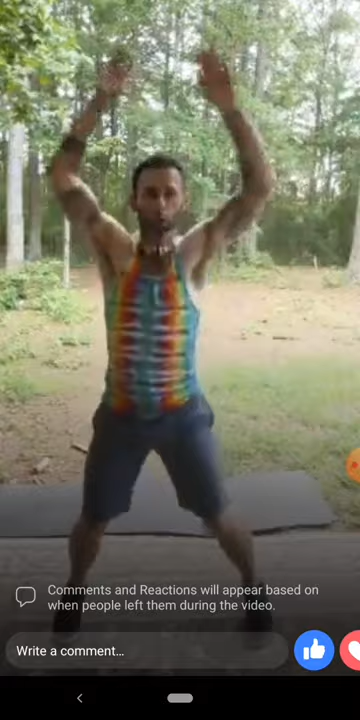 Comments and Reactions will appear based on
when people left them during the video.
Write a comment...